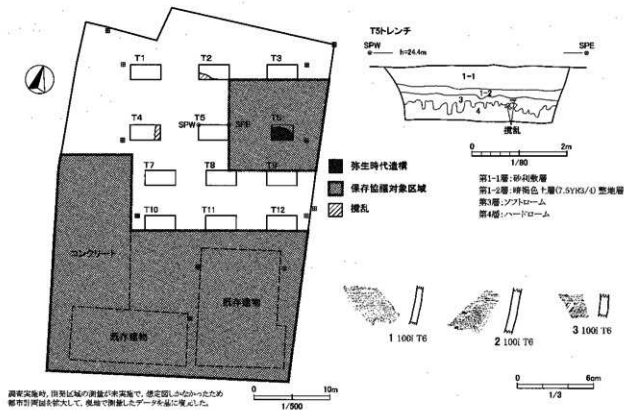 T1
T2
T3
T4
T5
T6
SPW
SPE
T7
T8
T9
T10
T11
T12
コンクリート
既存建物
既存建物
弥生時代遺構
保存協議対象区域
撹乱
T5トレンチ
SPW
h=24.4m
SPE
1-1
1-2
3
4
撹乱
0
2m
1/80
第1-1層:砂利敷層
第1-2層:暗褐色土層(7.5YR3/4) 整地層
第3層:ソフトローム
第4層:ハードローム
1 100i T6
2 100i T6
3 100i T6
0
6cm
1/3
調査実施時、開発区域の測量が未実施で、想定図しかなかったため
都市計画図を拡大して、現地で測量したデータを基に復元した。
0
10m
1/500